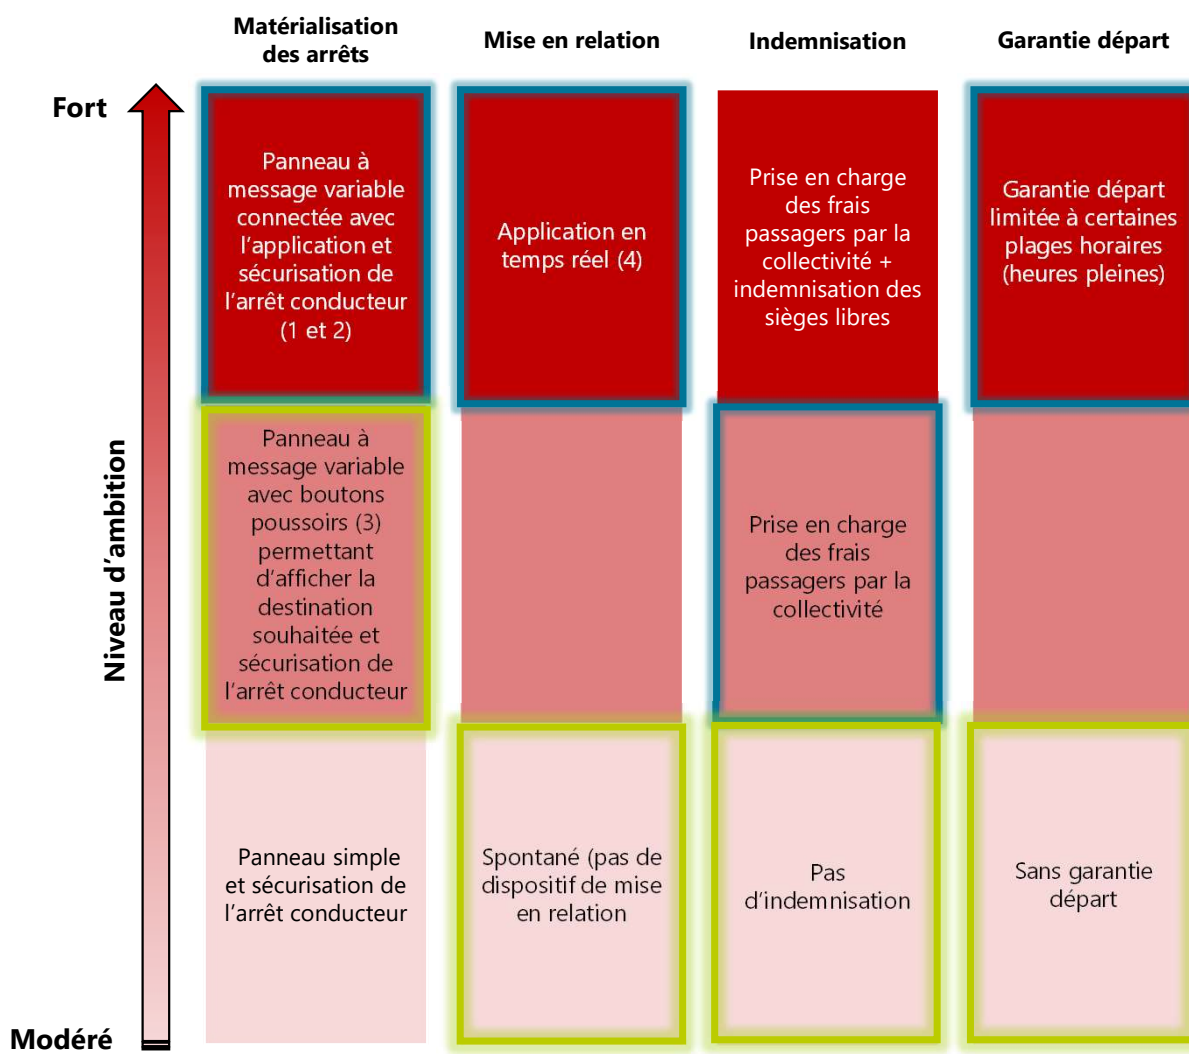 Matérialisation
des arrêts
Mise en relation
Indemnisation
Garantie départ
Fort
Niveau d'ambition
Modéré
Panneau à
message variable
connectée avec
l'application et
sécurisation de
l'arrêt conducteur
(1 et 2)
Application en
temps réel (4)
Prise en charge
des frais
passagers par la
collectivité +
indemnisation des
sièges libres
Garantie départ
limitée à certaines
plages horaires
(heures pleines)
Panneau à
message variable
avec boutons
poussoirs (3)
permettant
d'afficher la
destination
souhaitée et
sécurisation de
l'arrêt conducteur
Prise en charge
des frais
passagers par la
collectivité
Panneau simple
et sécurisation de
l'arrêt conducteur
Spontané (pas de
dispositif de mise
en relation
Pas
d'indemnisation
Sans garantie
départ